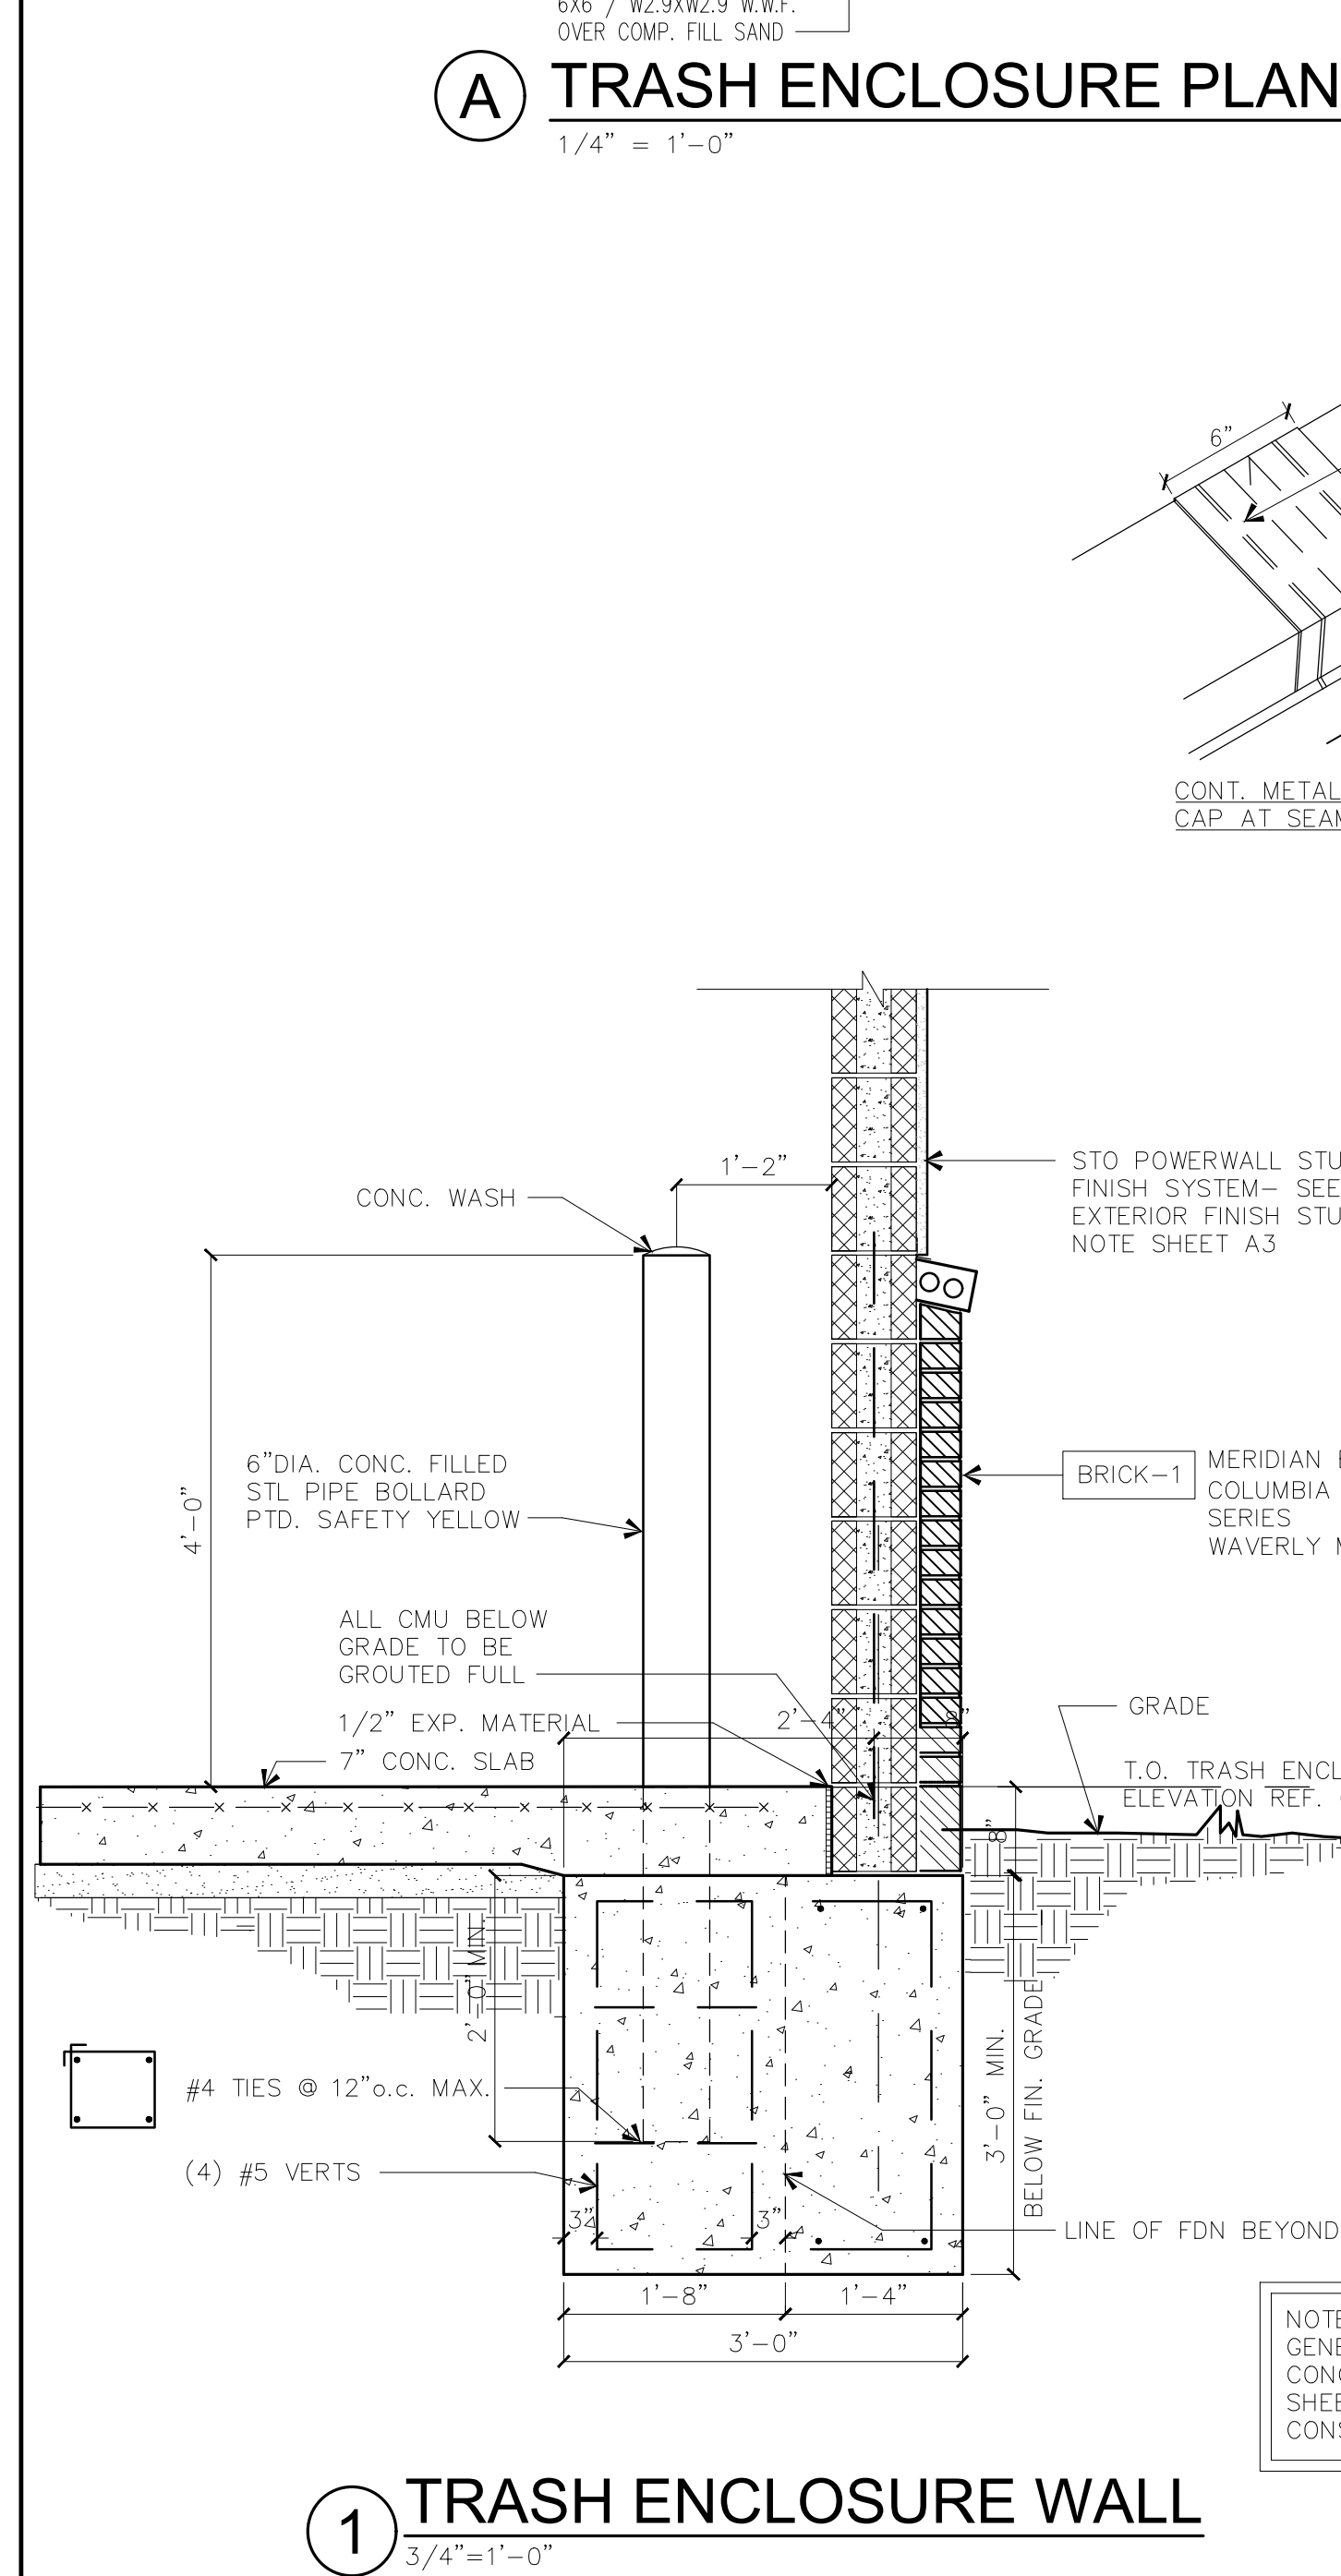 6X6 / W2.9XW2.9 W.W.F.
OVER COMP. FILL SAND
A
TRASH ENCLOSURE PLAN
1/4" = 1'-0"
6"
CONT. METAL
CAP AT SEAM
1'-2"
CONC. WASH
STO POWERWALL STU
FINISH SYSTEM- SEE
EXTERIOR FINISH STU
NOTE SHEET A3
4'-0"
6"DIA. CONC. FILLED
STL PIPE BOLLARD
PTD. SAFETY YELLOW
BRICK-1
MERIDIAN
COLUMBIA
SERIES
WAVERLY
ALL CMU BELOW
GRADE TO BE
GROUTED FULL
1/2" EXP. MATERIAL
2'-4"
8"
7" CONC. SLAB
GRADE
T.O. TRASH ENCL
ELEVATION REF.
8"
2'-0" MIN.
#4 TIES @ 12"o.c. MAX.
(4) #5 VERTS
3'-0" MIN.
BELOW FIN. GRADE
3"
3"
LINE OF FDN BEYOND
1'-8"
1'-4"
3'-0"
NOTE
GENE
CONC
SHEE
CONS
1
TRASH ENCLOSURE WALL
3/4"=1'-0"